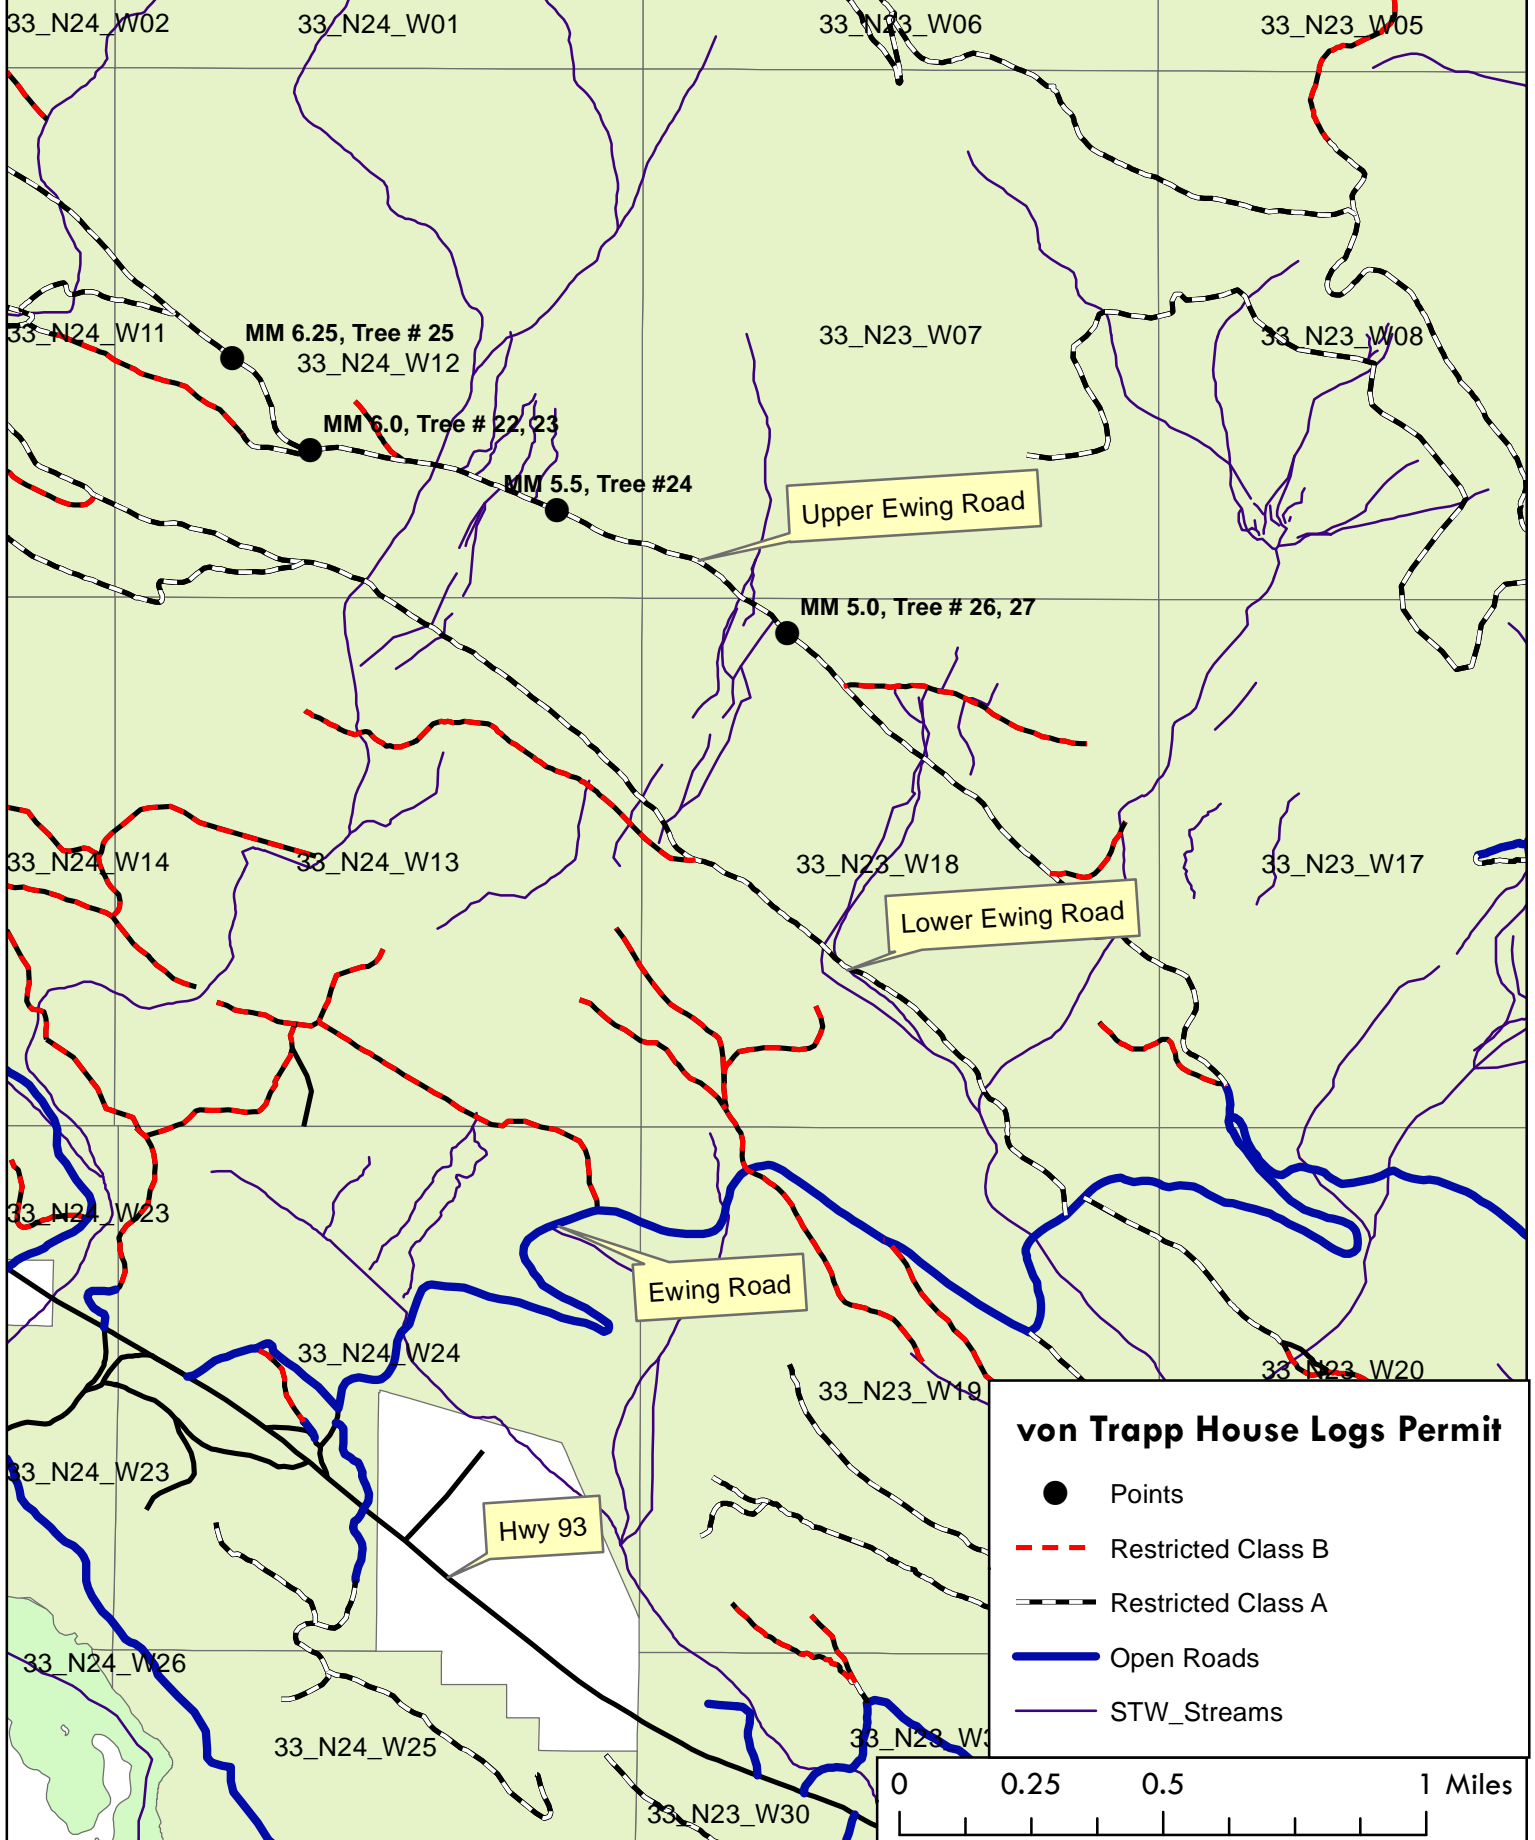 33_N24_W02
33_N24_W01
33_N23_W06
33_N23_W05
33_N24_W11
MM 6.25, Tree # 25
33_N24_W12
33_N23_W07
33_N23_W08
MM 6.0, Tree # 22, 23
MM 5.5, Tree #24
Upper Ewing Road
MM 5.0, Tree # 26, 27
33_N24_W14
33_N24_W13
33_N23_W18
33_N23_W17
Lower Ewing Road
33_N24_W23
Ewing Road
33_N24_W24
33_N23_W19
33_N23_W20
33_N24_W23
Hwy 93
33_N24_W26
33_N24_W25
33_N23_W30
von Trapp House Logs Permit
Points
Restricted Class B
Restricted Class A
Open Roads
STW_Streams
0 0.25 0.5 1 Miles